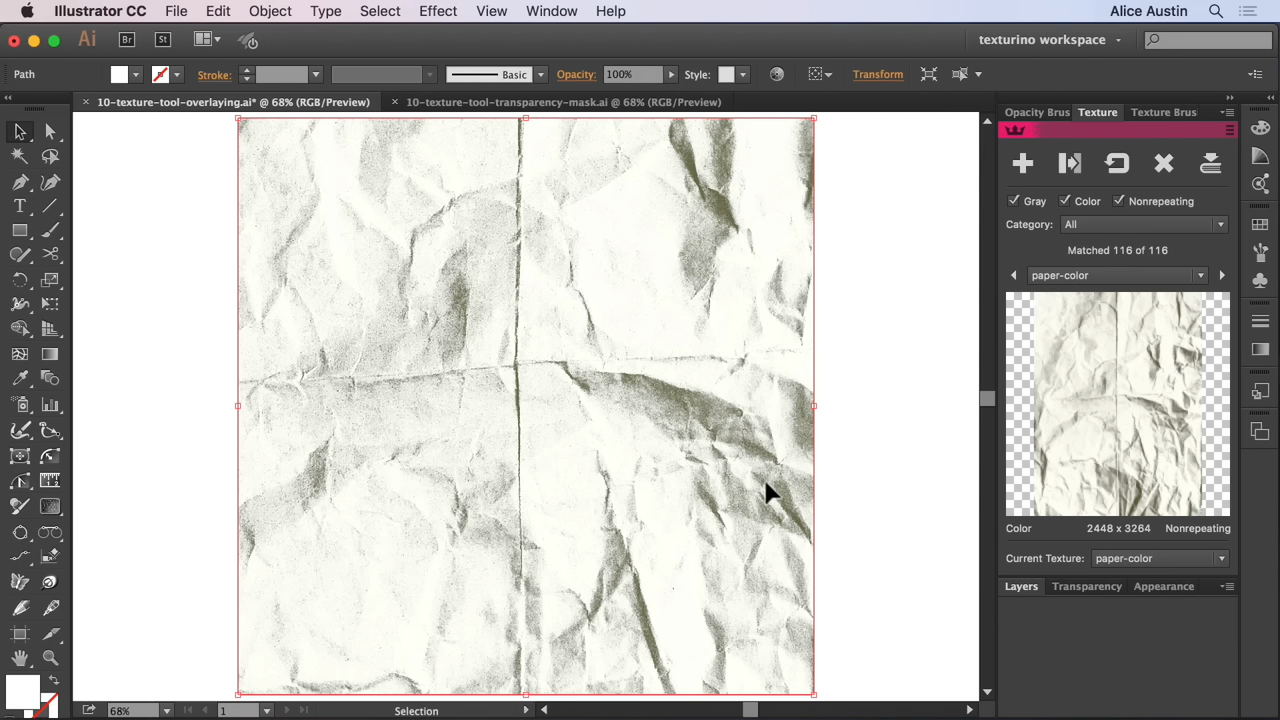 Illustrator CC File Edit Object Type Select Effect View Window Help Alice Austin
Ai Br St texturino workspace
Path Stroke: Basic Opacity: 100% Style: Transform
10-texture-tool-overlaying.ai* @ 68% (RGB/Preview) 10-texture-tool-transparency-mask.ai @ 68% (RGB/Preview)
Opacity Brus Texture Texture Brus
Gray Color Nonrepeating
Category: All
Matched 116 of 116
paper-color
Color 2448 x 3264 Nonrepeating
Current Texture: paper-color
Layers Transparency Appearance
68% 1 Selection